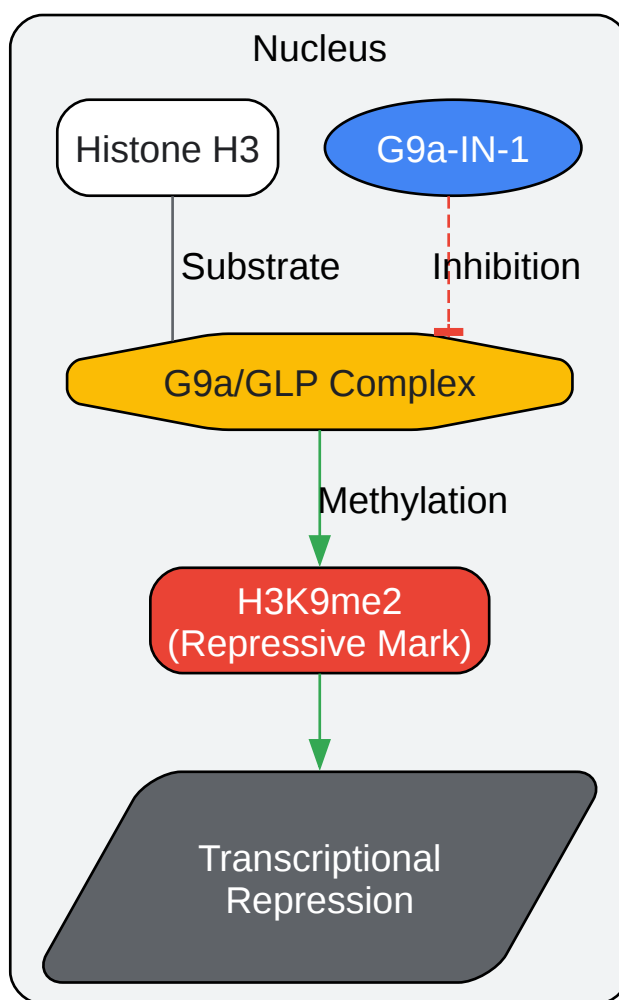 Nucleus
Histone H3
G9a-IN-1
Substrate
Inhibition
G9a/GLP Complex
Methylation
H3K9me2
(Repressive Mark)
Transcriptional
Repression